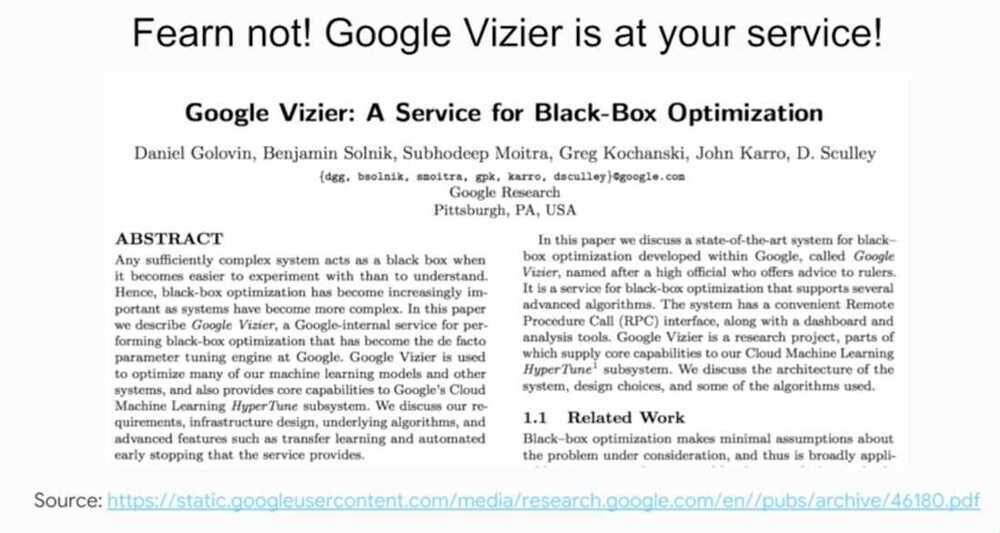 Fearn not! Google Vizier is at your service!
Google Vizier: A Service for Black-Box Optimization
Daniel Golovin, Benjamin Solnik, Subhodeep Moitra, Greg Kochanski, John Karro, D. Sculley
{dgg, bsolnik, smoitra, gpk, karro, dsculley}@google.com
Google Research
Pittsburgh, PA, USA
ABSTRACT
Any sufficiently complex system acts as a black box when
it becomes easier to experiment with than to understand.
Hence, black-box optimization has become increasingly im-
portant as systems have become more complex. In this paper
we describe Google Vizier, a Google-internal service for per-
forming black-box optimization that has become the de facto
parameter tuning engine at Google. Google Vizier is used
to optimize many of our machine learning models and other
systems, and also provides core capabilities to Google's Cloud
Machine Learning HyperTune subsystem. We discuss our re-
quirements, infrastructure design, underlying algorithms, and
advanced features such as transfer learning and automated
early stopping that the service provides.
In this paper we discuss a state-of-the-art system for black–
box optimization developed within Google, called Google
Vizier, named after a high official who offers advice to rulers.
It is a service for black-box optimization that supports several
advanced algorithms. The system has a convenient Remote
Procedure Call (RPC) interface, along with a dashboard and
analysis tools. Google Vizier is a research project, parts of
which supply core capabilities to our Cloud Machine Learning
HyperTune¹ subsystem. We discuss the architecture of the
system, design choices, and some of the algorithms used.
1.1 Related Work
Black–box optimization makes minimal assumptions about
the problem under consideration, and thus is broadly appli-
Source: https://static.googleusercontent.com/media/research.google.com/en//pubs/archive/46180.pdf